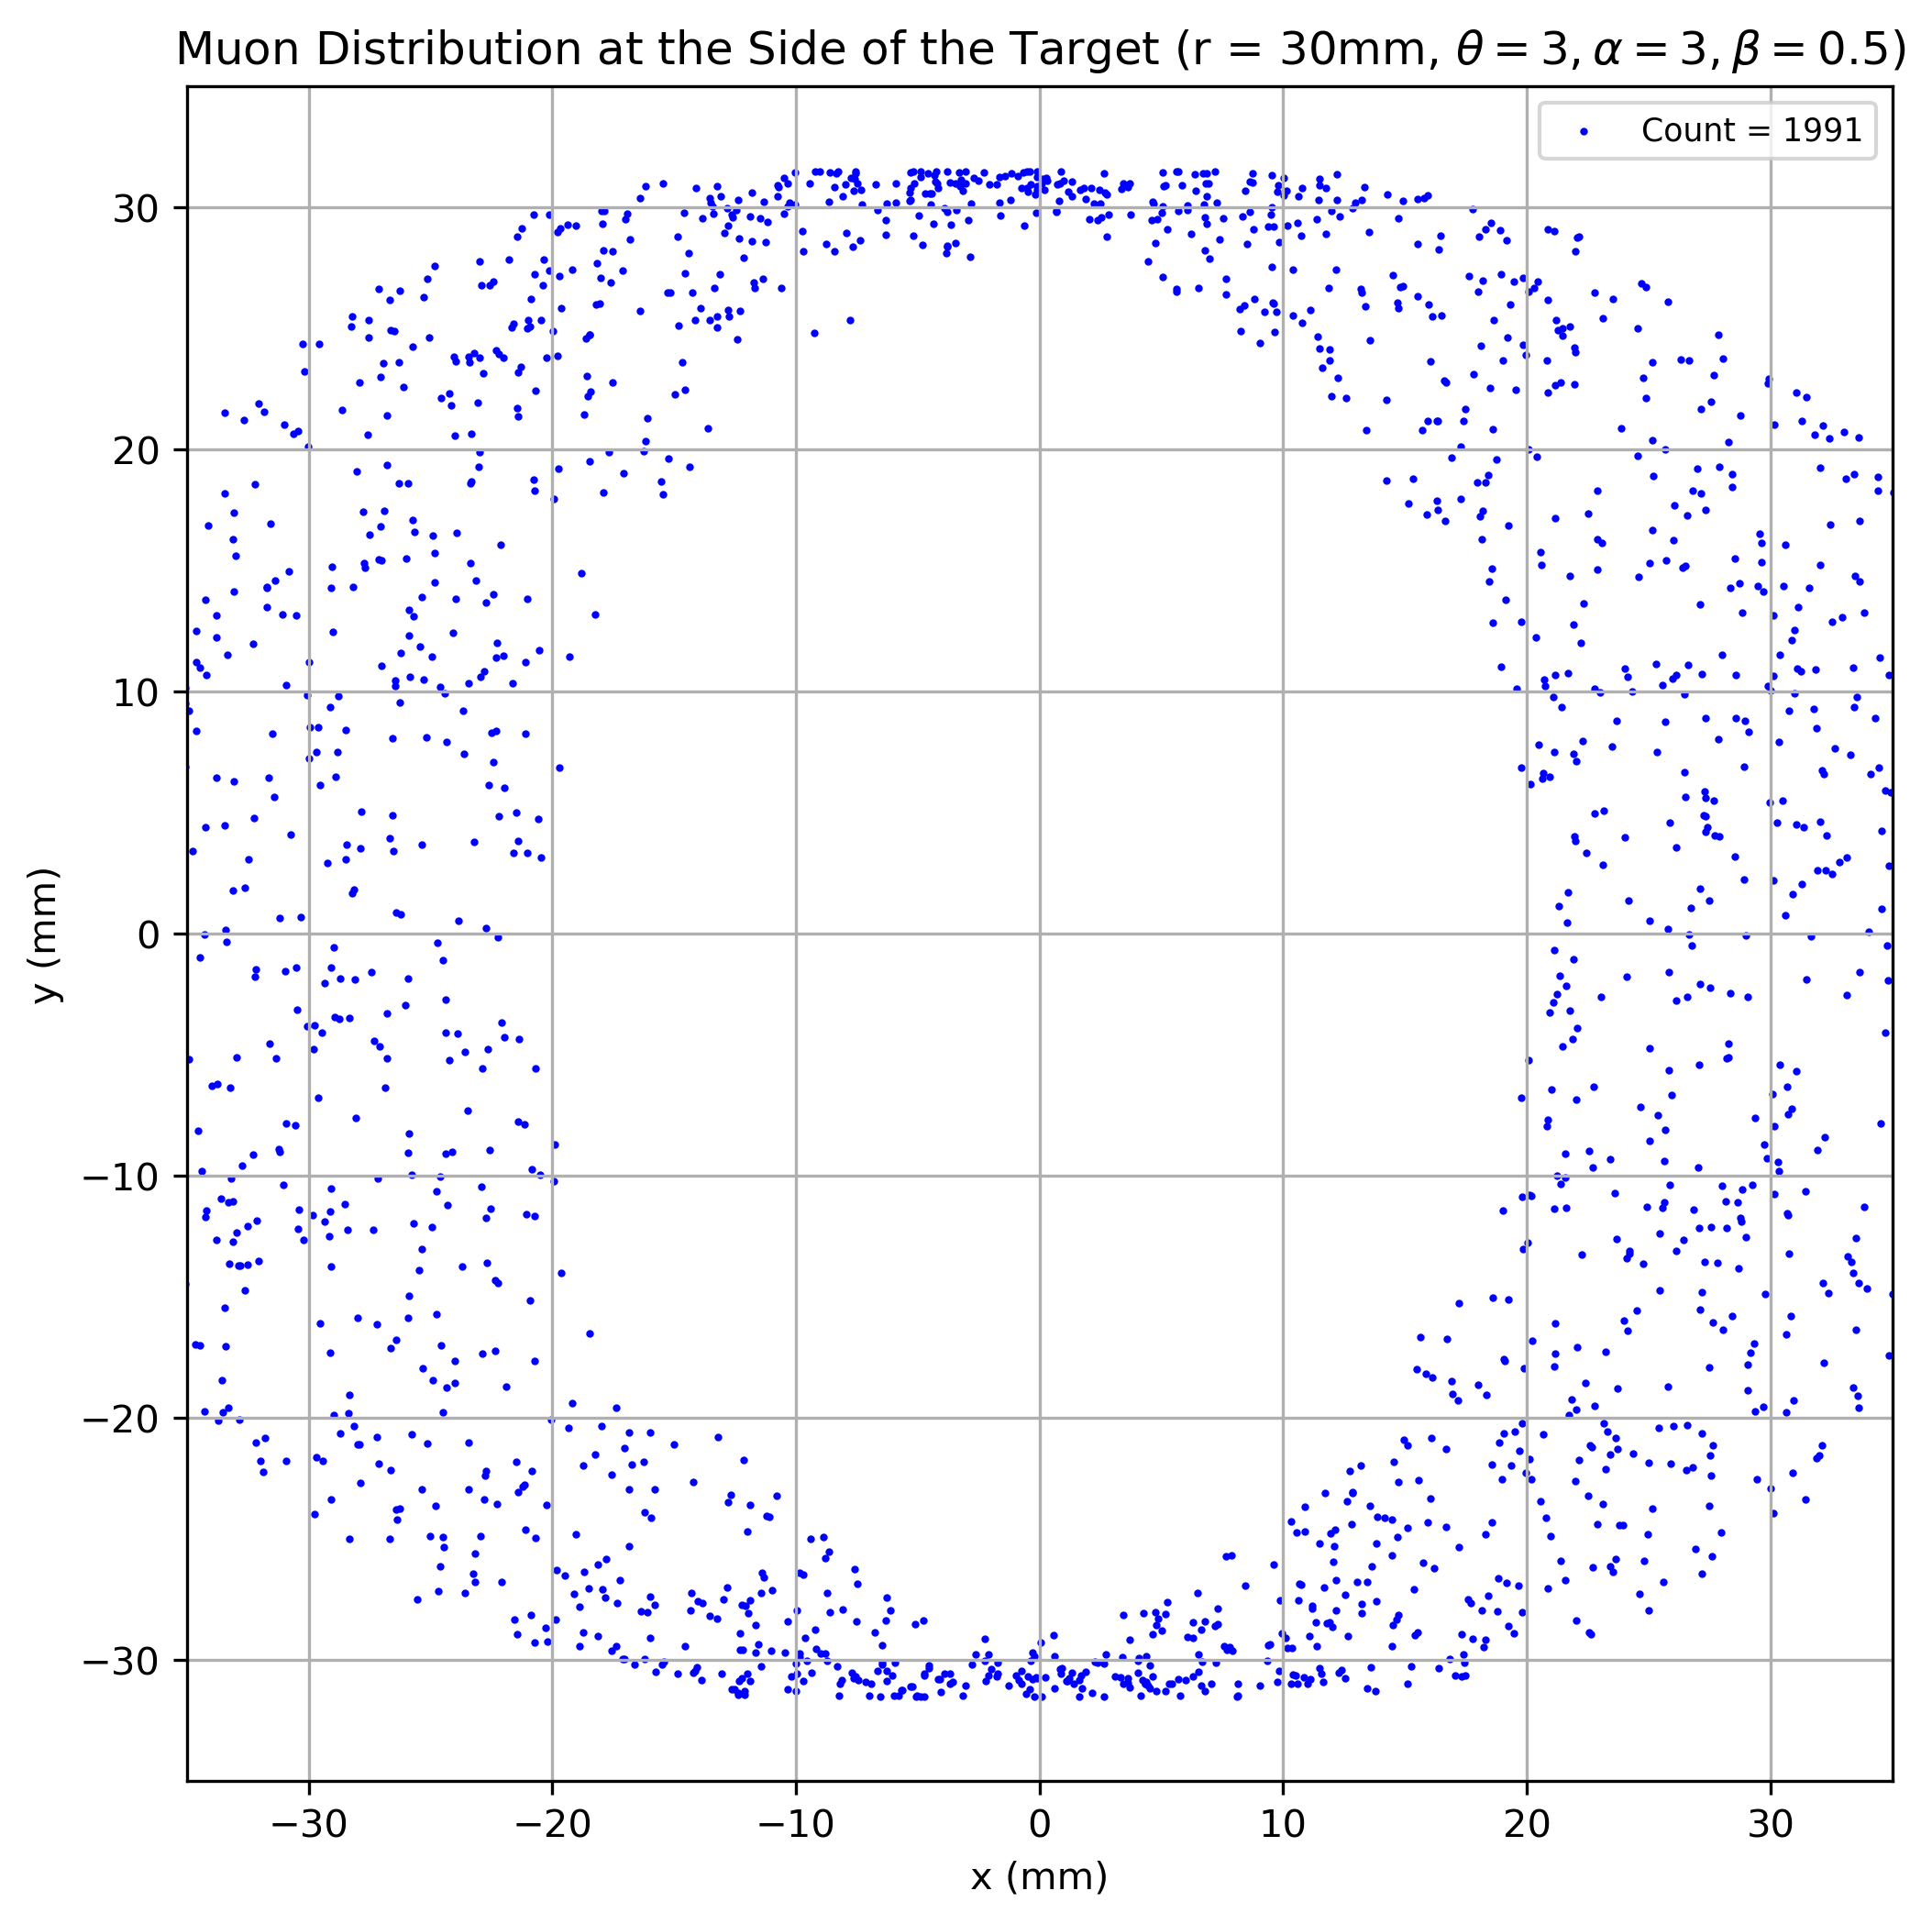 Muon Distribution at the Side of the Target (r = 30mm, θ = 3, α = 3, β = 0.5)
Count = 1991
30
20
10
0
−10
−20
−30
y (mm)
−30 −20 −10 0 10 20 30
x (mm)